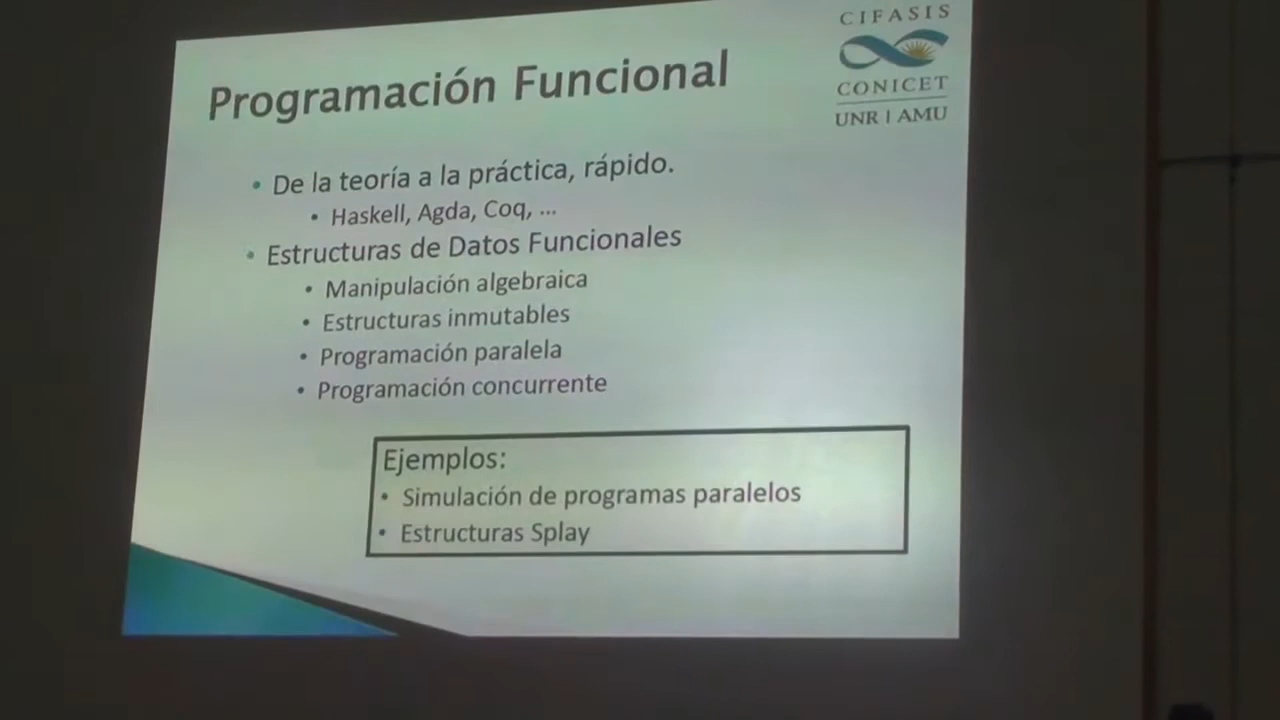 CIFASIS
CONICET
UNR | AMU
Programación Funcional
• De la teoría a la práctica, rápido.
• Haskell, Agda, Coq, ...
• Estructuras de Datos Funcionales
• Manipulación algebraica
• Estructuras inmutables
• Programación paralela
• Programación concurrente
Ejemplos:
• Simulación de programas paralelos
• Estructuras Splay